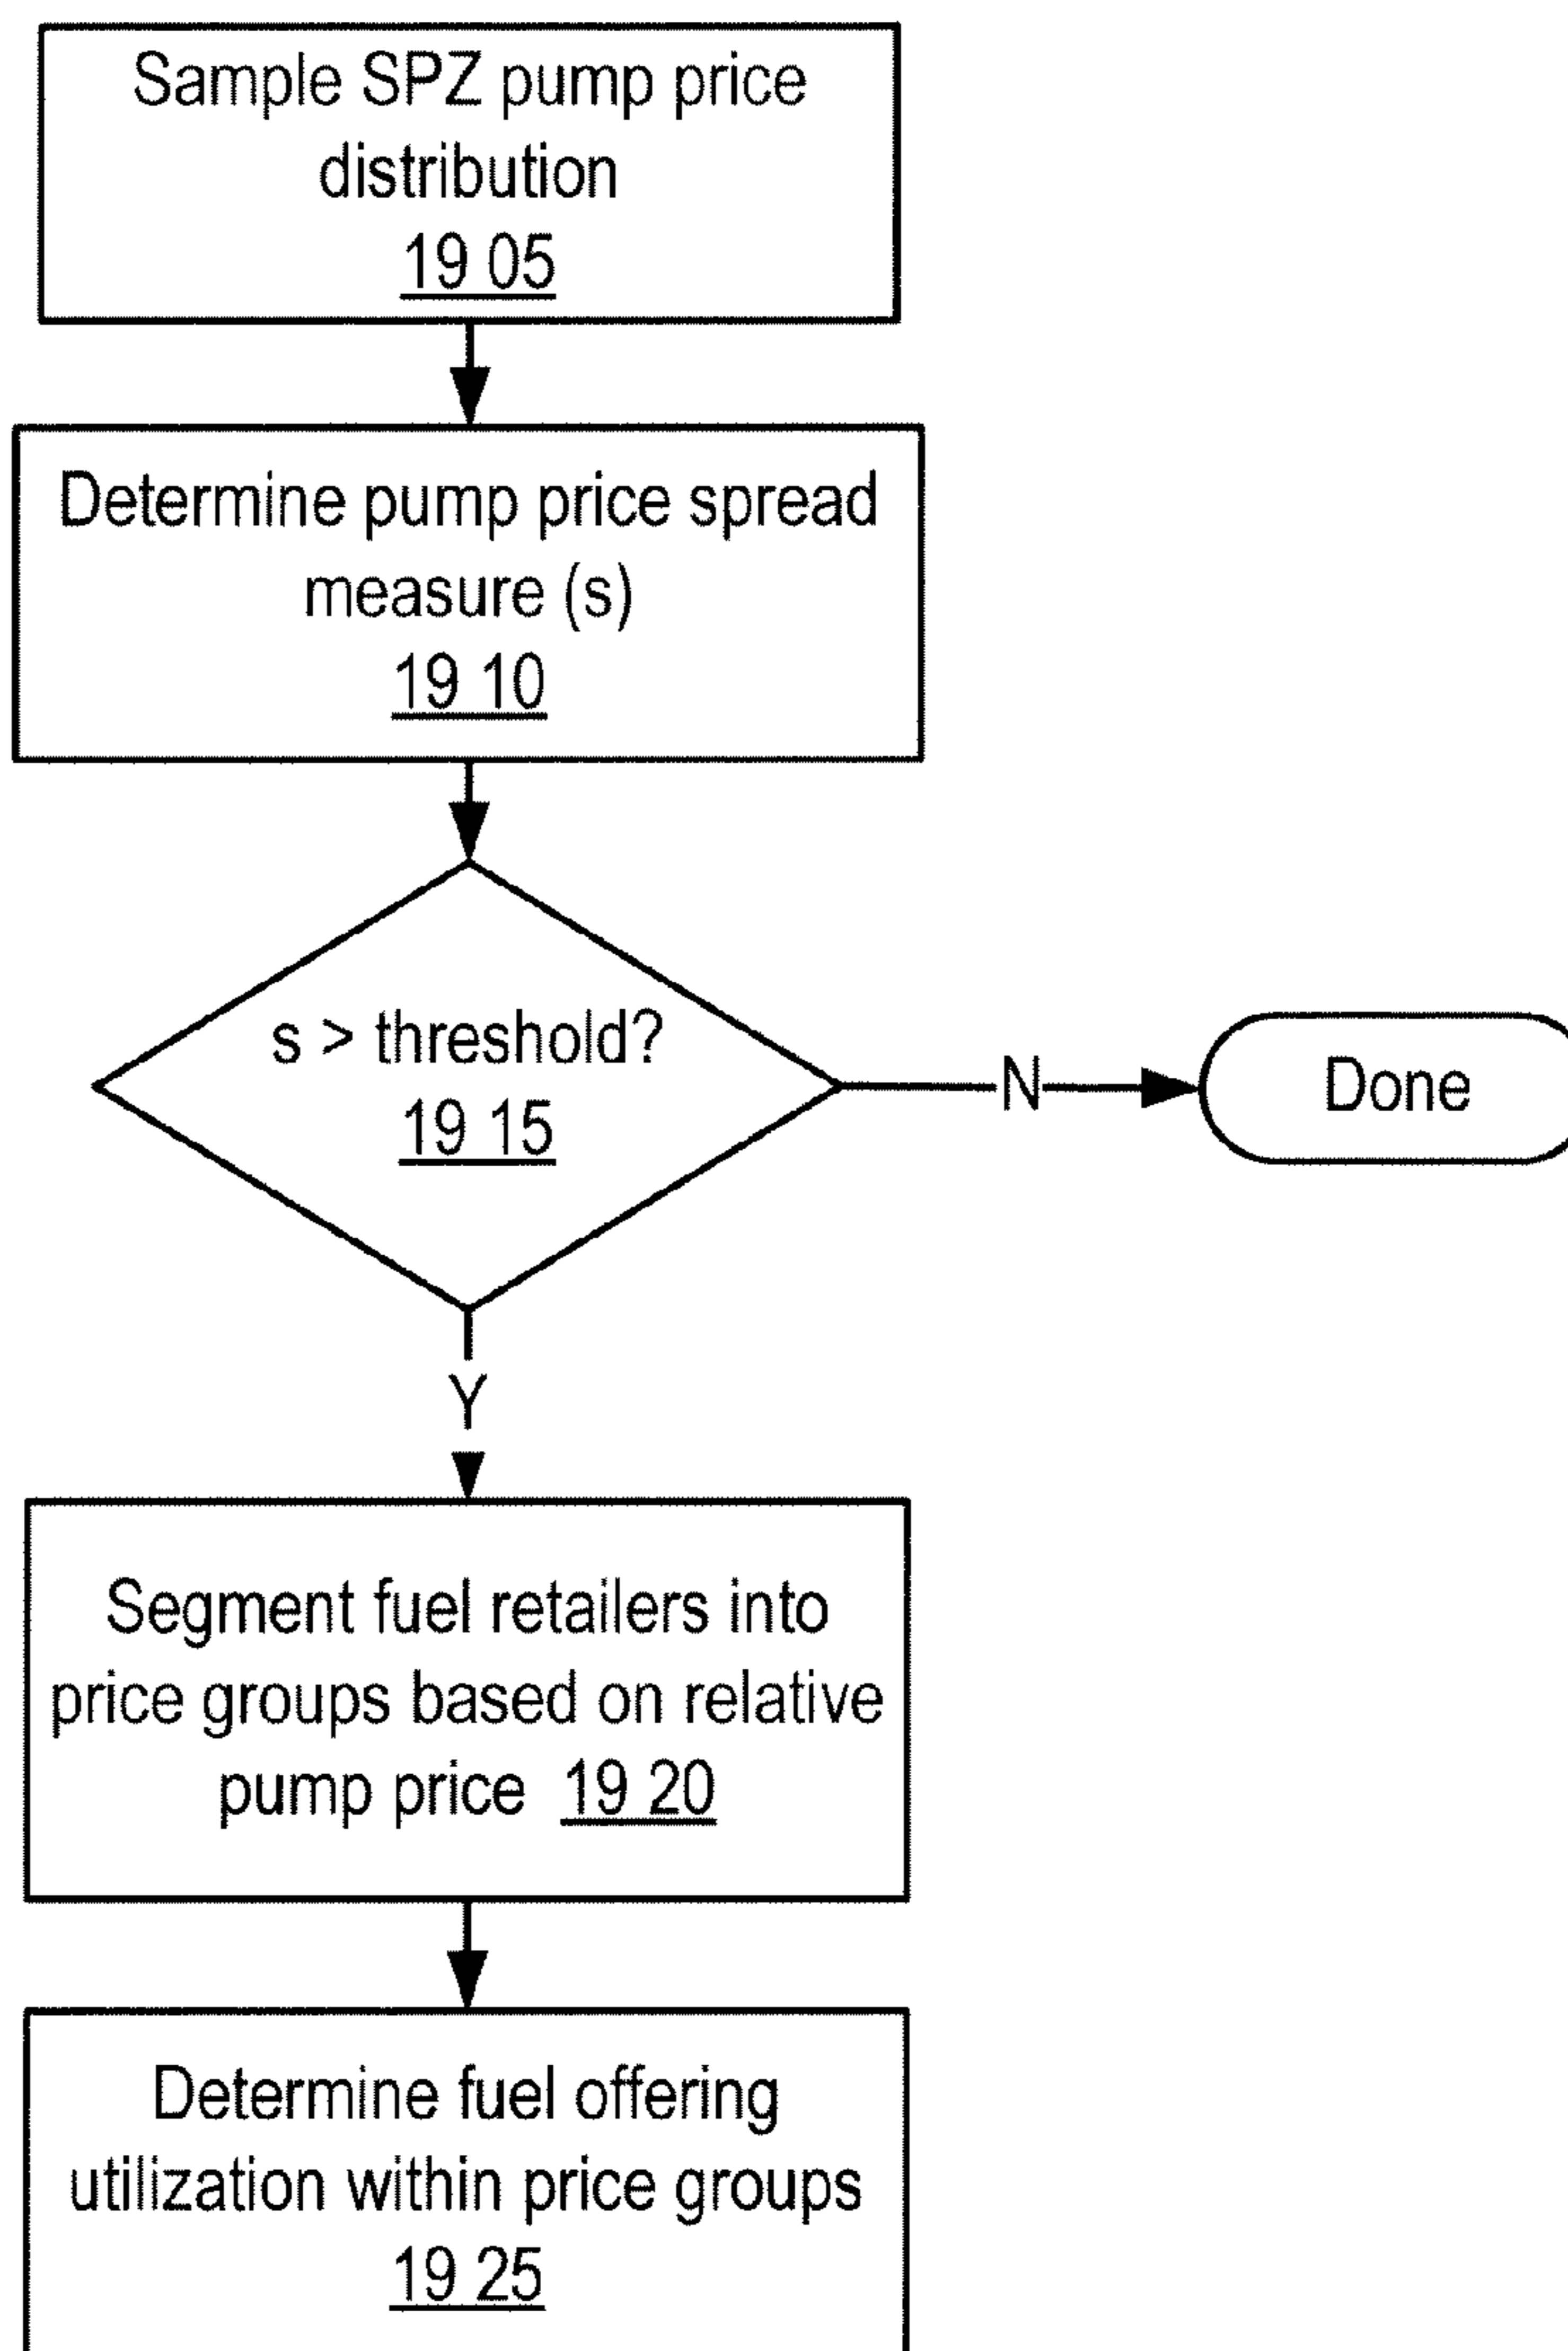 Sample SPZ pump price
distribution
19 05
Determine pump price spread
measure (s)
19 10
s > threshold?
19 15
N
Done
Y
Segment fuel retailers into
price groups based on relative
pump price 19 20
Determine fuel offering
utilization within price groups
19 25